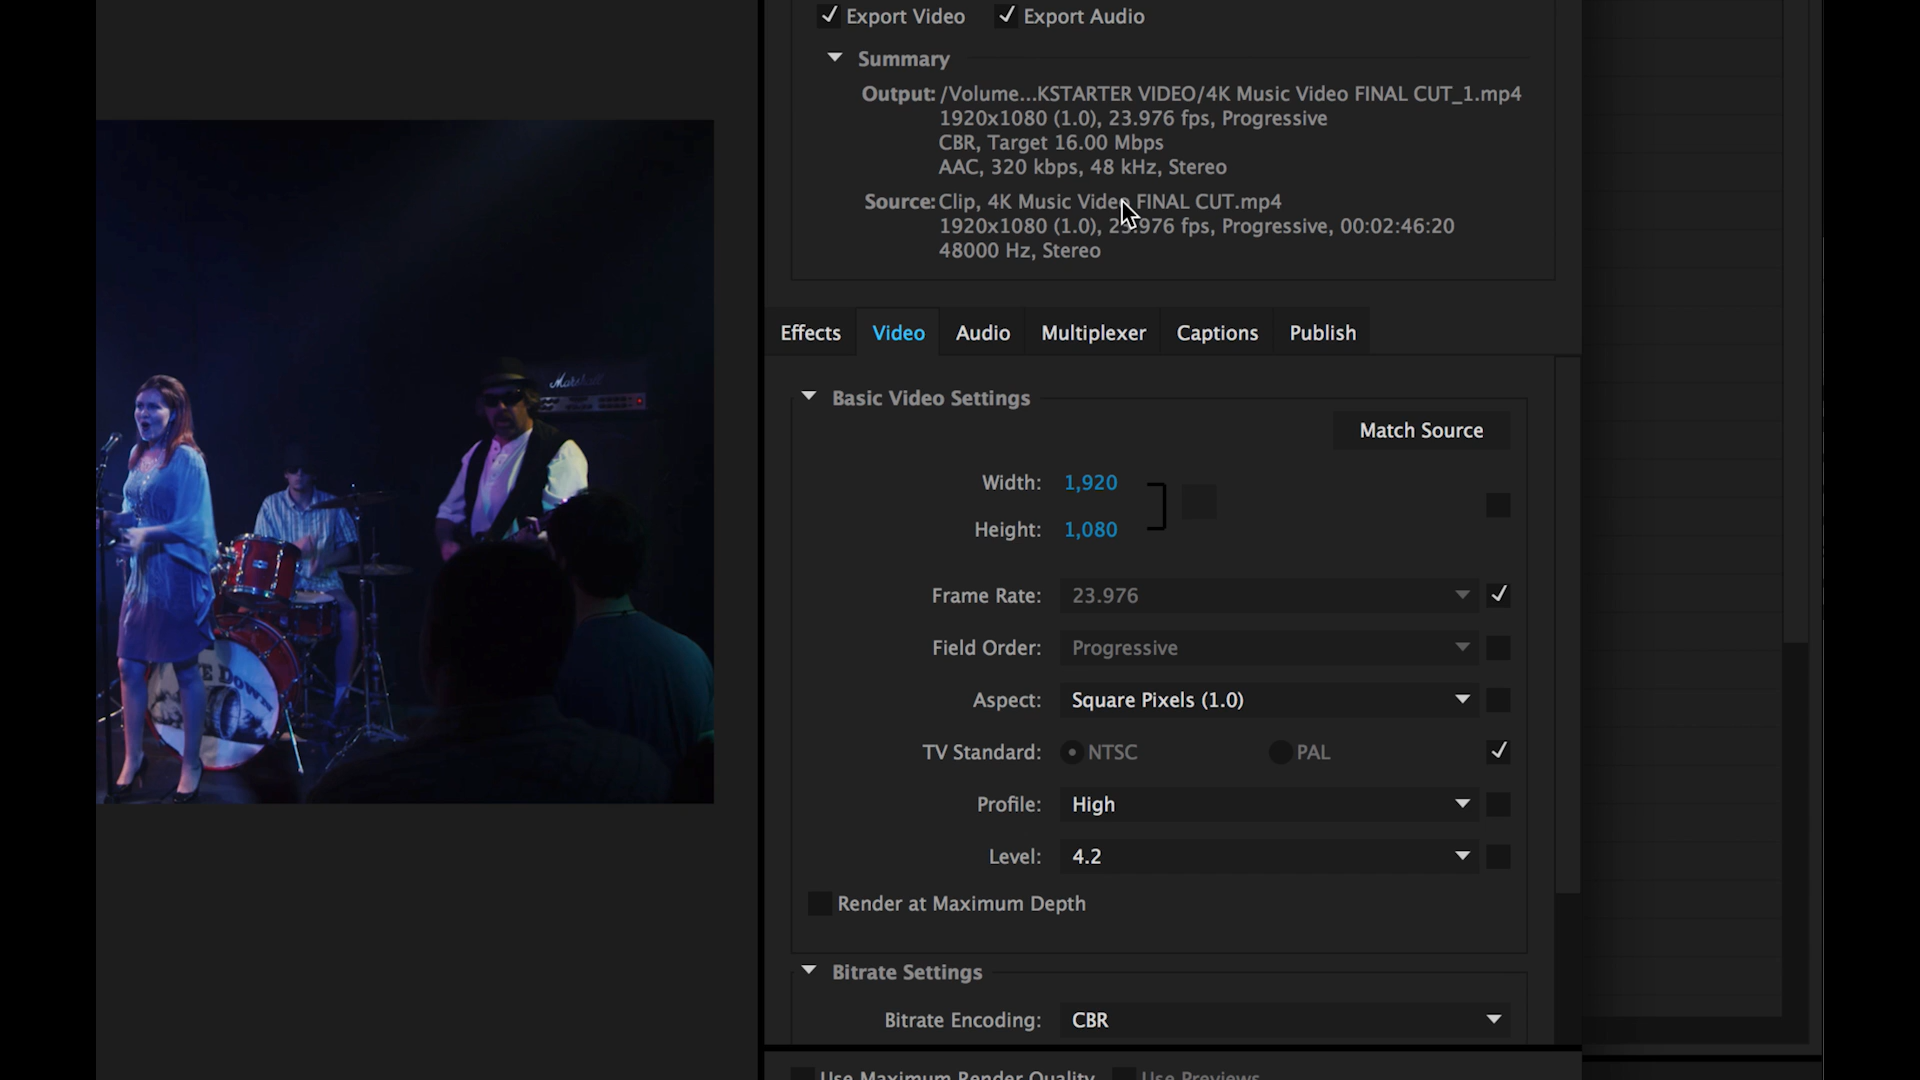 Export Video Export Audio
Summary
Output: /Volume...KSTARTER VIDEO/4K Music Video FINAL CUT_1.mp4
1920x1080 (1.0), 23.976 fps, Progressive
CBR, Target 16.00 Mbps
AAC, 320 kbps, 48 kHz, Stereo
Source: Clip, 4K Music Video FINAL CUT.mp4
1920x1080 (1.0), 23.976 fps, Progressive, 00:02:46:20
48000 Hz, Stereo
Effects Video Audio Multiplexer Captions Publish
Marshall
Basic Video Settings
Match Source
Width: 1,920
Height: 1,080
Frame Rate: 23.976
Field Order: Progressive
Aspect: Square Pixels (1.0)
TV Standard: NTSC PAL
Profile: High
Level: 4.2
Render at Maximum Depth
Bitrate Settings
Bitrate Encoding: CBR
Use Maximum Render Quality Use Previews